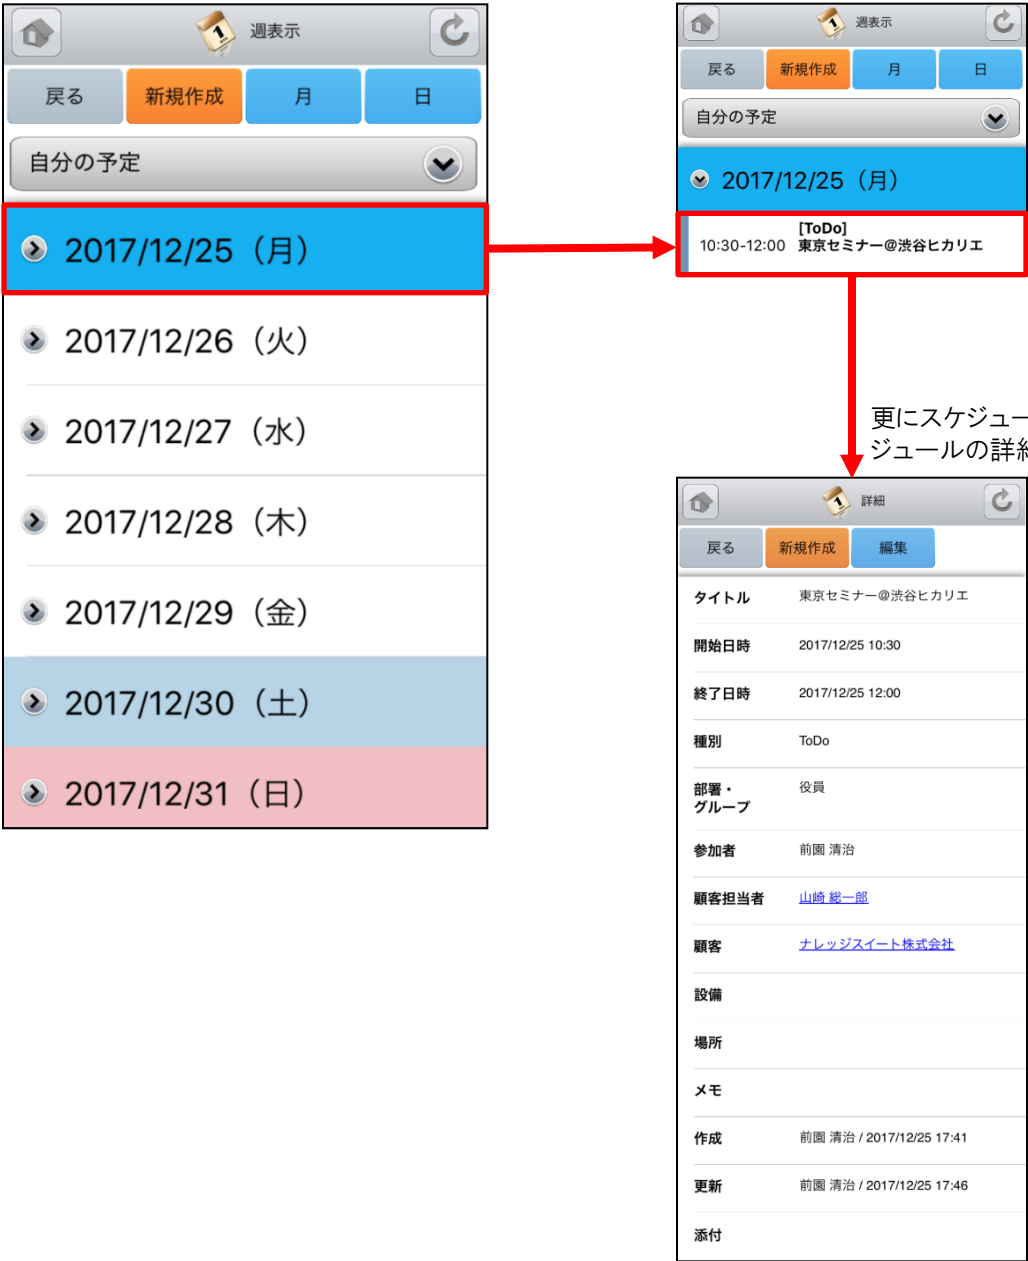 週表示
戻る 新規作成 月 日
自分の予定
2017/12/25（月）
2017/12/26（火）
2017/12/27（水）
2017/12/28（木）
2017/12/29（金）
2017/12/30（土）
2017/12/31（日）
週表示
戻る 新規作成 月 日
自分の予定
2017/12/25（月）
[ToDo]
10:30-12:00 東京セミナー@渋谷ヒカリエ
更にスケジュー
ジュールの詳
詳細
戻る 新規作成 編集
タイトル 東京セミナー@渋谷ヒカリエ
開始日時 2017/12/25 10:30
終了日時 2017/12/25 12:00
種別 ToDo
部署・ 役員
グループ
参加者 前園 清治
顧客担当者 山崎 総一郎
顧客 ナレッジスイート株式会社
設備
場所
メモ
作成 前園 清治 / 2017/12/25 17:41
更新 前園 清治 / 2017/12/25 17:46
添付